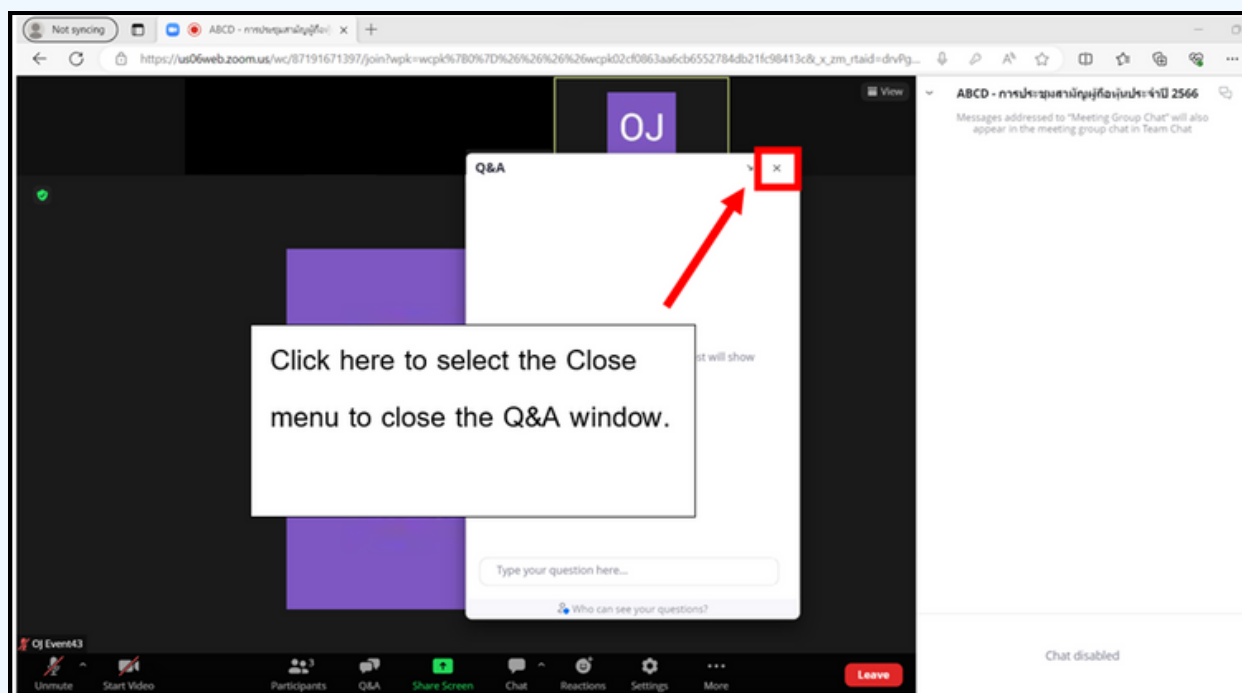 Not syncing
ABCD - การประชุมสามัญผู้ถือหุ้
https://us06web.zoom.us/wc/87191671397/join?wpk=wcpk%7B0%7D%26%26%26%26wcpk02cf0863aa6cb6552784db21fc98413c&_x_zm_rtaid=drvPg...
View
ABCD - การประชุมสามัญผู้ถือหุ้นประจำปี 2566
Messages addressed to "Meeting Group Chat" will also
appear in the meeting group chat in Team Chat
OJ
Q&A
st will show
Click here to select the Close
menu to close the Q&A window.
Type your question here...
Who can see your questions?
OJ Event43
Chat disabled
3
Unmute Start Video Participants Q&A Share Screen Chat Reactions Settings More Leave